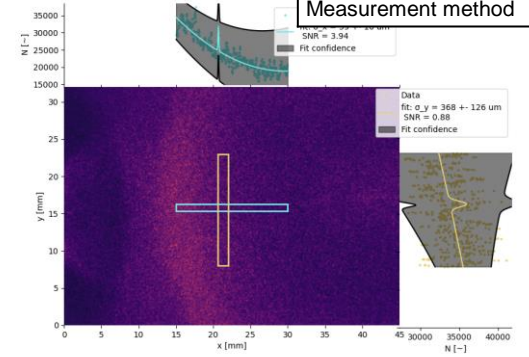 Measurement method
35000
30000
25000
20000
15000
N [~]
SNR = 3.94
Fit confidence
Data
fit: σ_y = 368 +- 126 um
SNR = 0.88
Fit confidence
30
25
20
15
10
5
0
y [mm]
0 5 10 15 20 25 30 45
x [mm]
30000 35000 40000
N [~]